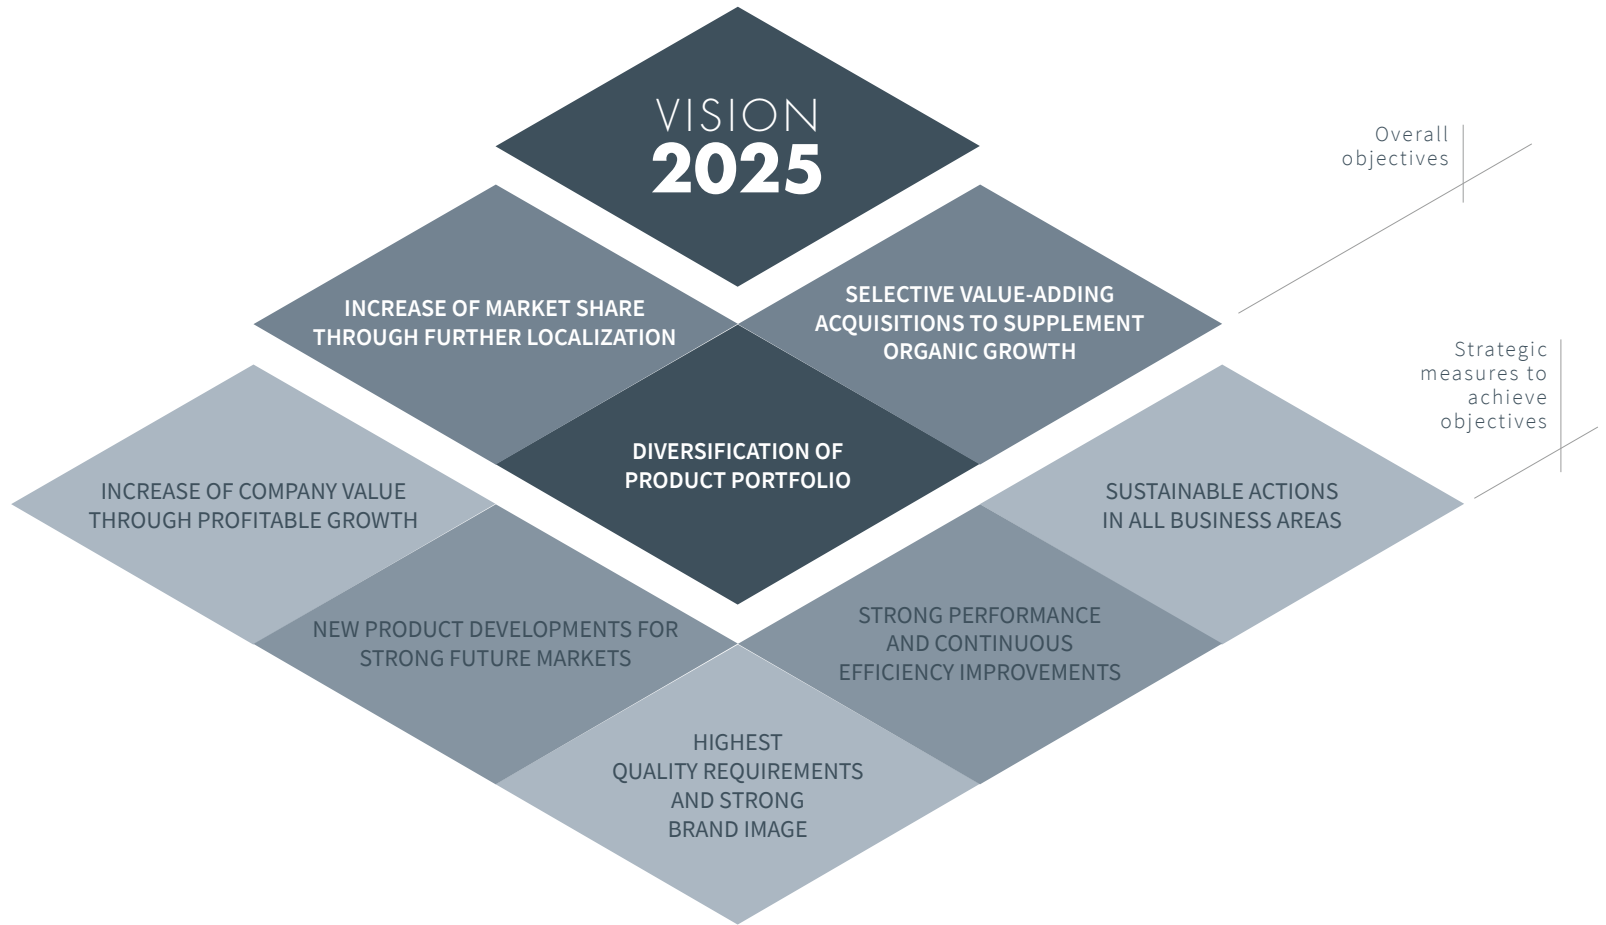 VISION
2025
Overall
objectives
INCREASE OF MARKET SHARE
THROUGH FURTHER LOCALIZATION
SELECTIVE VALUE-ADDING
ACQUISITIONS TO SUPPLEMENT
ORGANIC GROWTH
DIVERSIFICATION OF
PRODUCT PORTFOLIO
Strategic
measures to
achieve
objectives
INCREASE OF COMPANY VALUE
THROUGH PROFITABLE GROWTH
NEW PRODUCT DEVELOPMENTS FOR
STRONG FUTURE MARKETS
HIGHEST
QUALITY REQUIREMENTS
AND STRONG
BRAND IMAGE
STRONG PERFORMANCE
AND CONTINUOUS
EFFICIENCY IMPROVEMENTS
SUSTAINABLE ACTIONS
IN ALL BUSINESS AREAS